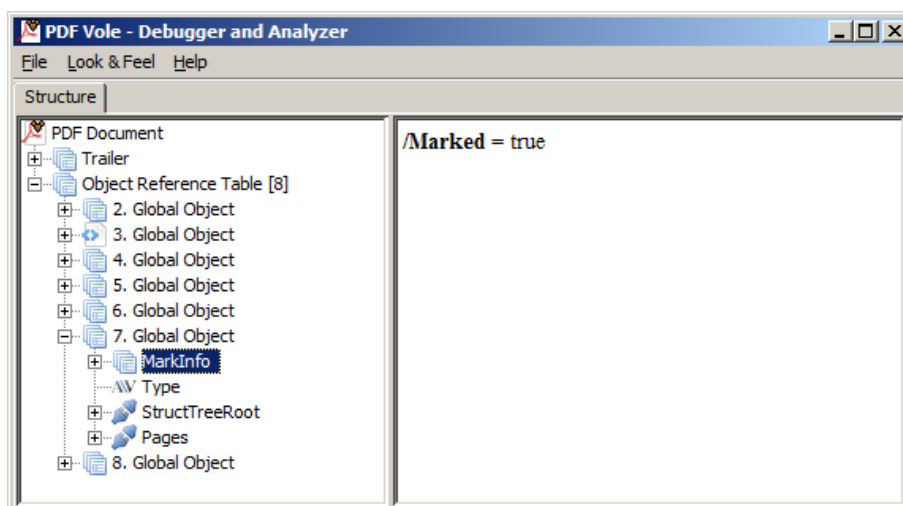 PDF Vole - Debugger and Analyzer
File Look & Feel Help
Structure
PDF Document
Trailer
Object Reference Table [8]
2. Global Object
3. Global Object
4. Global Object
5. Global Object
6. Global Object
7. Global Object
MarkInfo
Type
StructTreeRoot
Pages
8. Global Object
/Marked = true